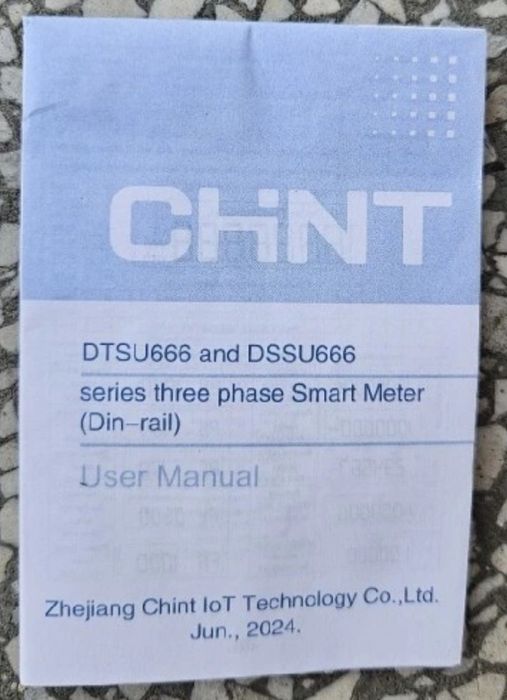 CHINT
DTSU666 and DSSU666
series three phase Smart Meter
(Din-rail)
User Manual
Zhejiang Chint IoT Technology Co.,Ltd.
Jun., 2024.